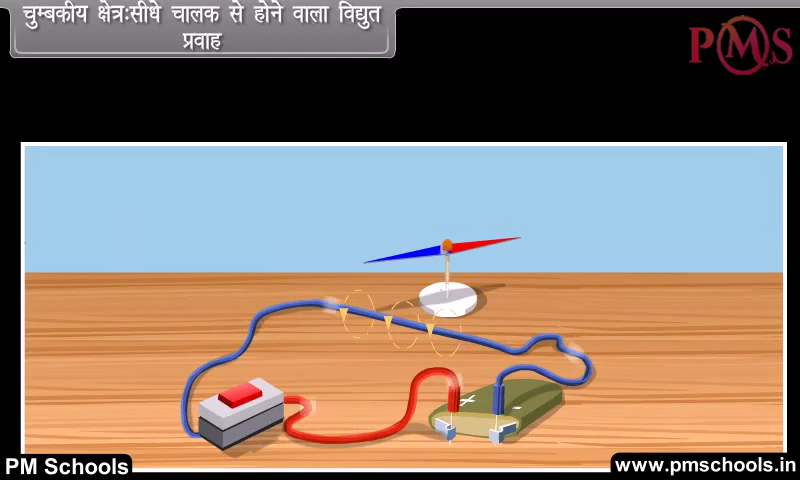 चुम्बकीय क्षेत्र:सीधे चालक से होने वाला विद्युत
प्रवाह
PMS
+
-
PM Schools
www.pmschools.in